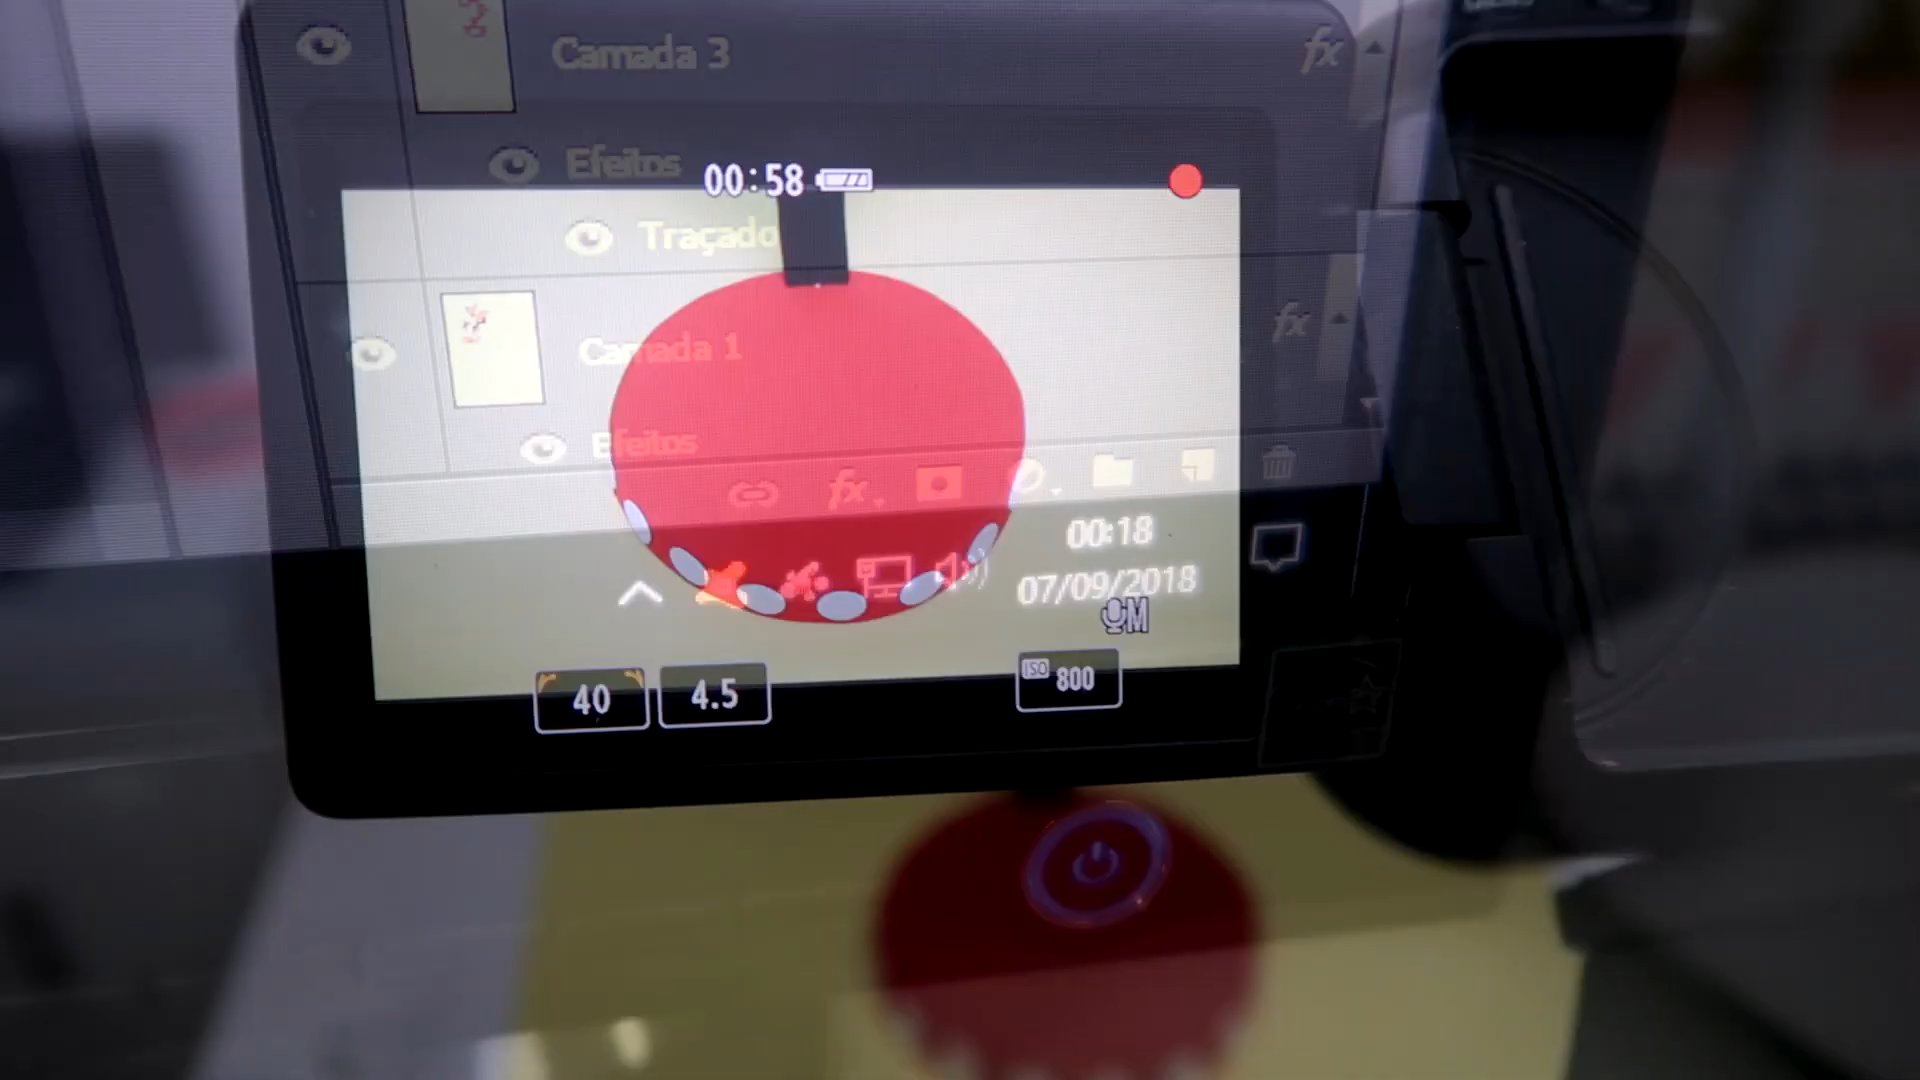 Camada 3
fx
Efeitos
00:58
Traçado
Camada 1
fx
Efeitos
fx
00:18
07/09/2018
M
40
4.5
ISO
800